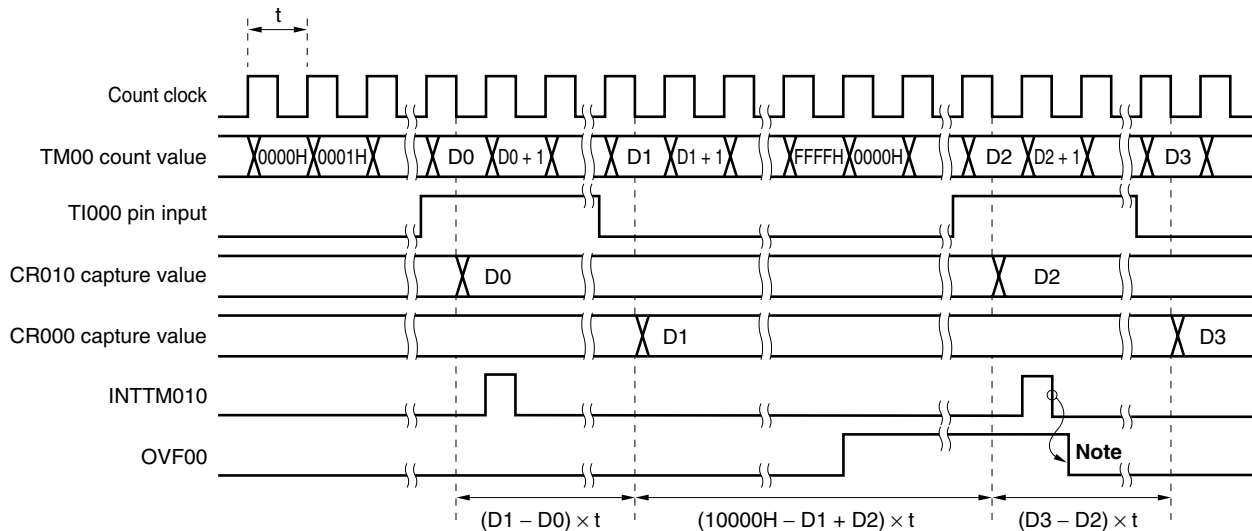 t
Count clock
TM00 count value 0000H 0001H D0 D0 + 1 D1 D1 + 1 FFFFH 0000H D2 D2 + 1 D3
TI000 pin input
CR010 capture value D0 D2
CR000 capture value D1 D3
INTTM010
OVF00 Note
(D1 − D0) × t (10000H − D1 + D2) × t (D3 − D2) × t